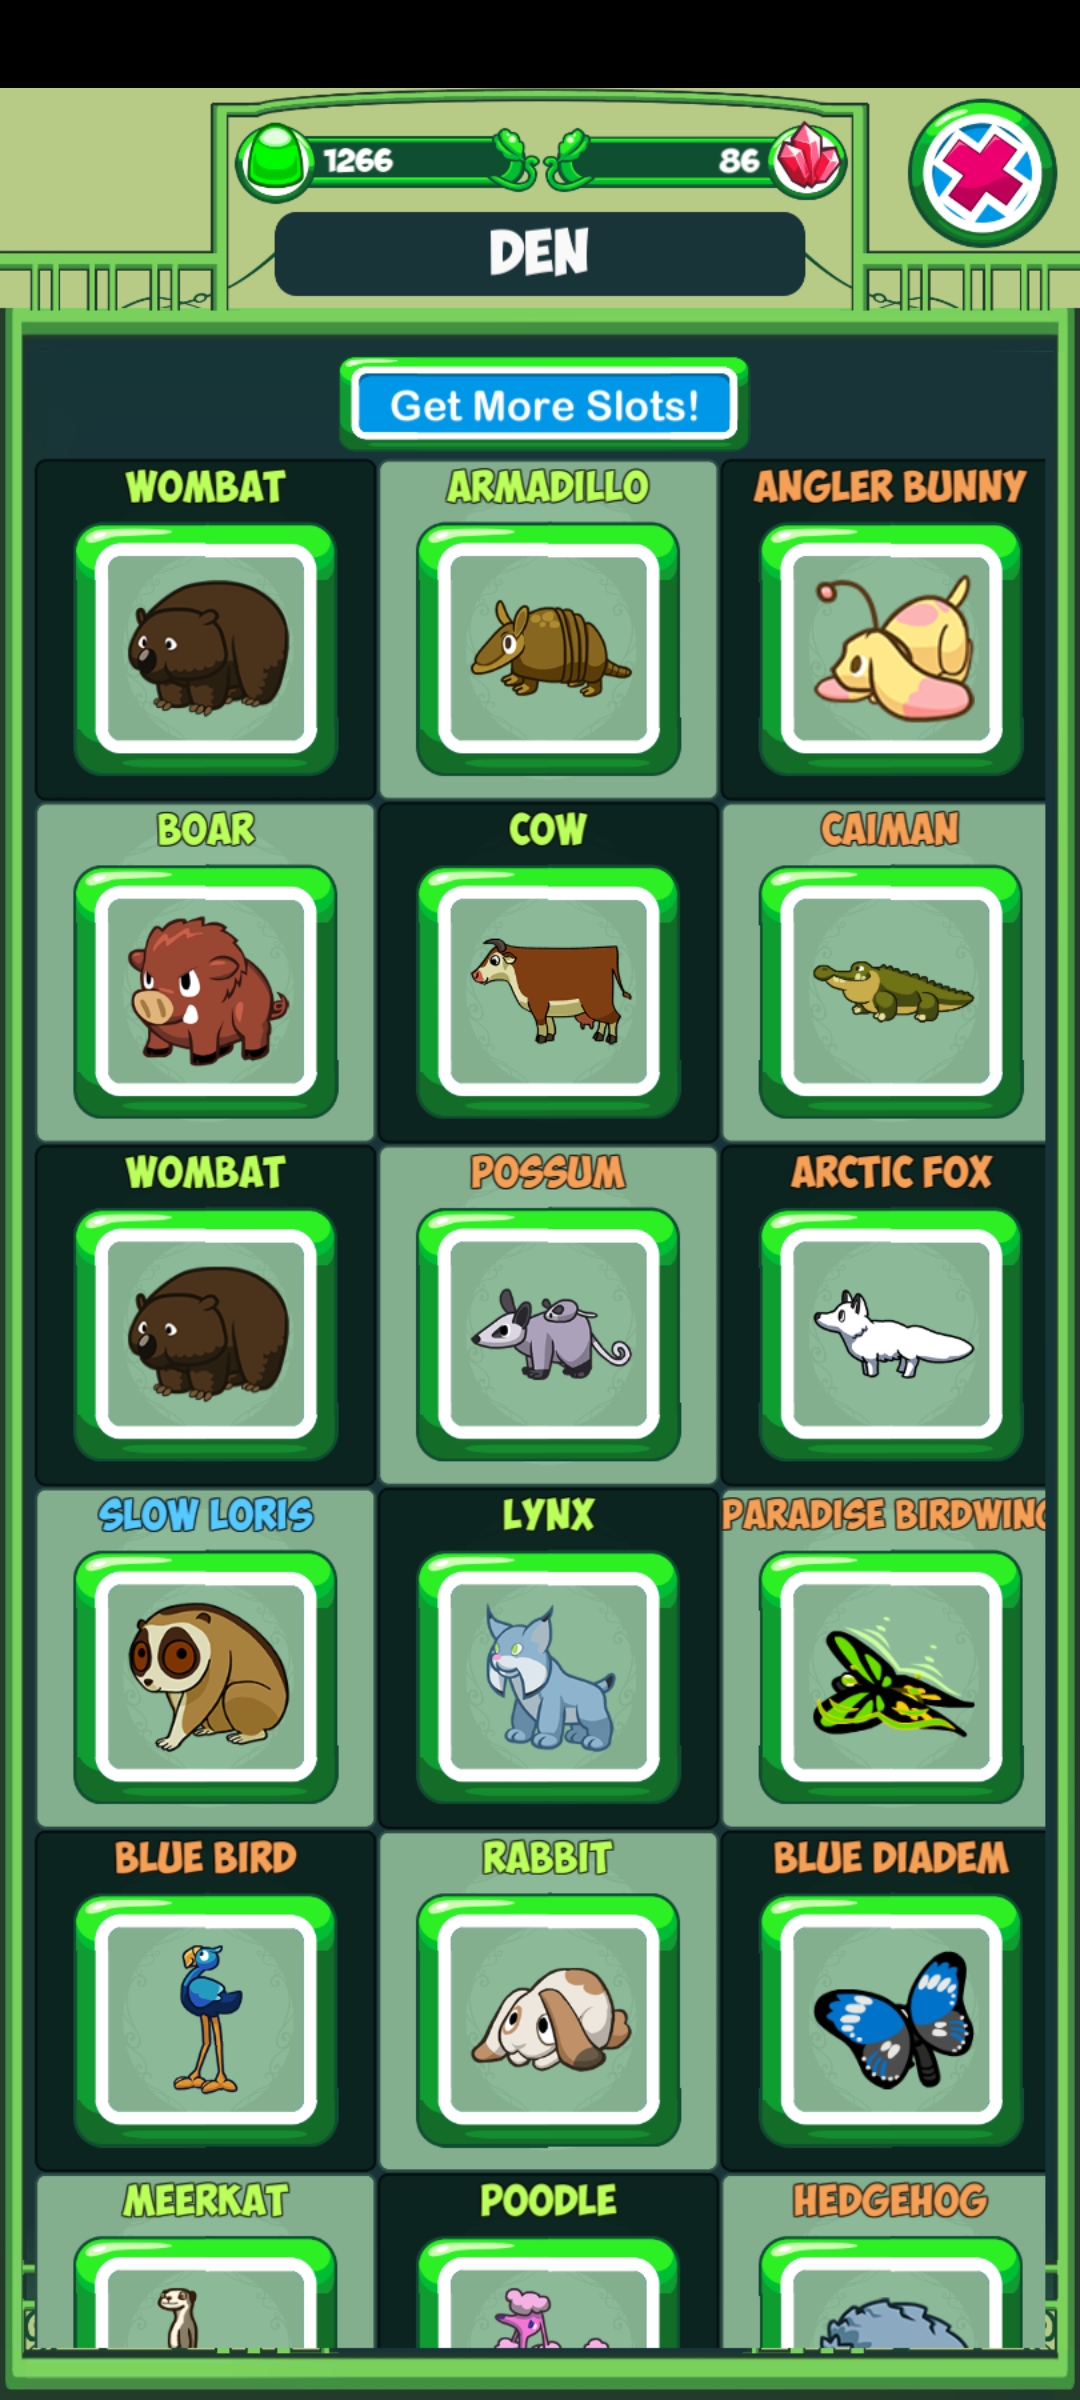 1266
86
DEN
Get More Slots!
WOMBAT
ARMADILLO
ANGLER BUNNY
BOAR
COW
CAIMAN
WOMBAT
POSSUM
ARCTIC FOX
SLOW LORIS
LYNX
PARADISE BIRDWING
BLUE BIRD
RABBIT
BLUE DIADEM
MEERKAT
POODLE
HEDGEHOG